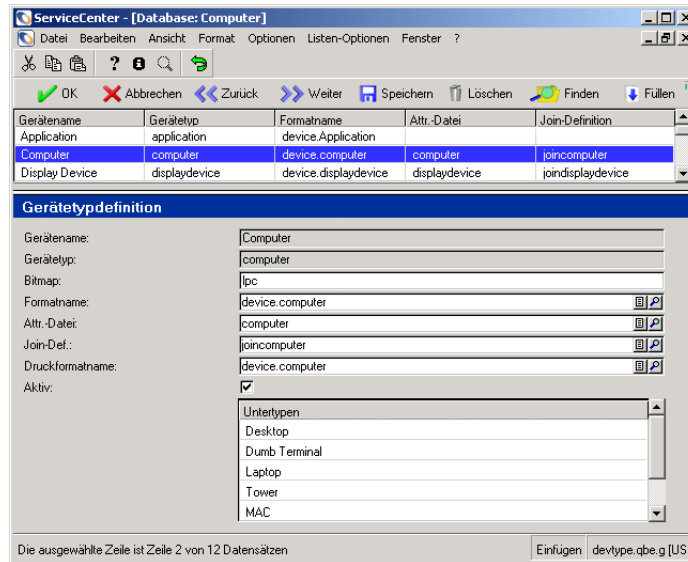 ServiceCenter - [Database: Computer]
Datei Bearbeiten Ansicht Format Optionen Listen-Optionen Fenster ?
OK Abbrechen Zurück Weiter Speichern Löschen Finden Füllen
Gerätename Gerätetyp Formatname Attr.-Datei Join-Definition
Application application device.Application
Computer computer device.computer computer joincomputer
Display Device displaydevice device.displaydevice displaydevice joindisplaydevice
Gerätetypdefinition
Gerätename: Computer
Gerätetyp: computer
Bitmap: lpc
Formatname: device.computer
Attr.-Datei: computer
Join-Def.: joincomputer
Druckformatname: device.computer
Aktiv:
Untertypen
Desktop
Dumb Terminal
Laptop
Tower
MAC
Die ausgewählte Zeile ist Zeile 2 von 12 Datensätzen Einfügen devtype.qbe.g [US